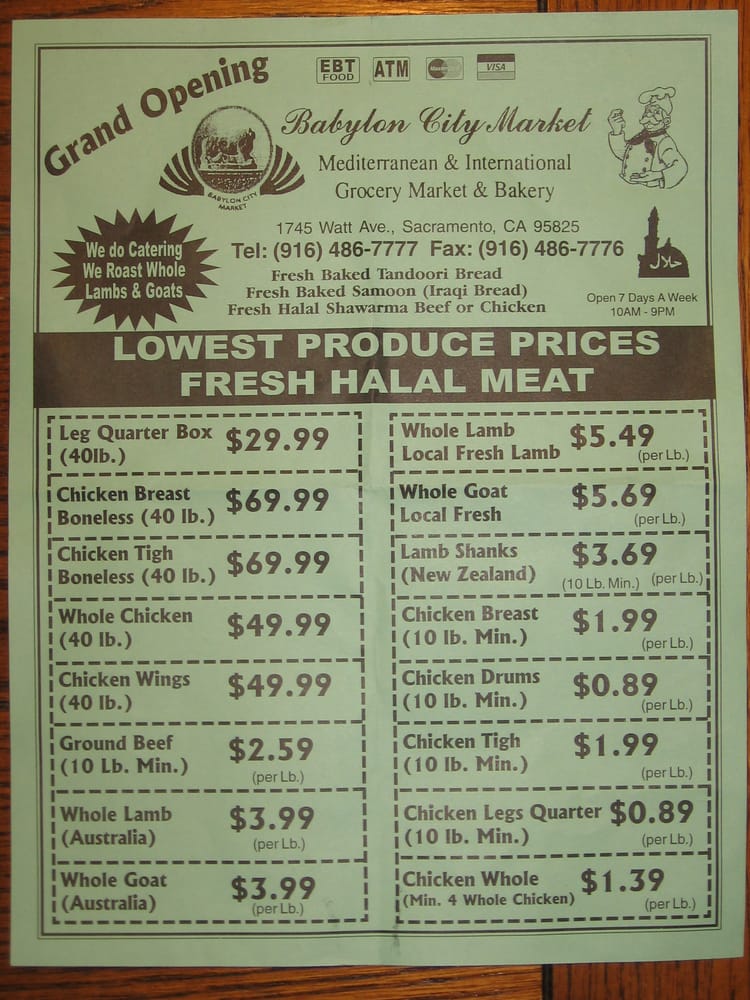 Grand Opening
EBT
FOOD
ATM
MasterCard
VISA
BABYLON CITY
MARKET
Babylon City Market
Mediterranean & International
Grocery Market & Bakery
1745 Watt Ave., Sacramento, CA 95825
Tel: (916) 486-7777 Fax: (916) 486-7776
We do Catering
We Roast Whole
Lambs & Goats
Fresh Baked Tandoori Bread
Fresh Baked Samoon (Iraqi Bread)
Fresh Halal Shawarma Beef or Chicken
حلال
Open 7 Days A Week
10AM - 9PM
LOWEST PRODUCE PRICES
FRESH HALAL MEAT
Leg Quarter Box $29.99
(40lb.)
Chicken Breast $69.99
Boneless (40 lb.)
Chicken Tigh $69.99
Boneless (40 lb.)
Whole Chicken $49.99
(40 lb.)
Chicken Wings $49.99
(40 lb.)
Ground Beef $2.59
(10 Lb. Min.) (per Lb.)
Whole Lamb $3.99
(Australia) (per Lb.)
Whole Goat $3.99
(Australia) (per Lb.)
Whole Lamb $5.49
Local Fresh Lamb (per Lb.)
Whole Goat $5.69
Local Fresh (per Lb.)
Lamb Shanks $3.69
(New Zealand) (10 Lb. Min.) (per Lb.)
Chicken Breast $1.99
(10 lb. Min.) (per Lb.)
Chicken Drums $0.89
(10 lb. Min.) (per Lb.)
Chicken Tigh $1.99
(10 lb. Min.) (per Lb.)
Chicken Legs Quarter $0.89
(10 lb. Min.) (per Lb.)
Chicken Whole $1.39
(Min. 4 Whole Chicken) (per Lb.)